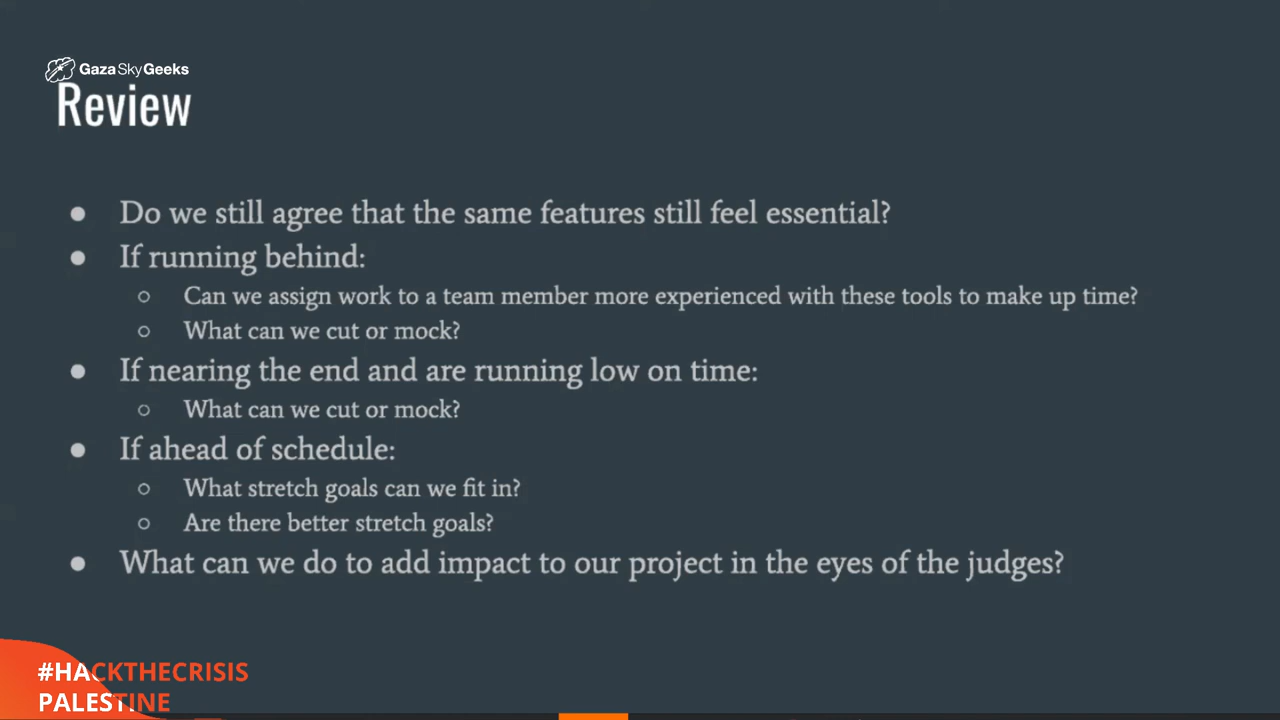 Gaza Sky Geeks
Review
● Do we still agree that the same features still feel essential?
● If running behind:
○ Can we assign work to a team member more experienced with these tools to make up time?
○ What can we cut or mock?
● If nearing the end and are running low on time:
○ What can we cut or mock?
● If ahead of schedule:
○ What stretch goals can we fit in?
○ Are there better stretch goals?
● What can we do to add impact to our project in the eyes of the judges?
#HACKTHECRISIS
PALESTINE